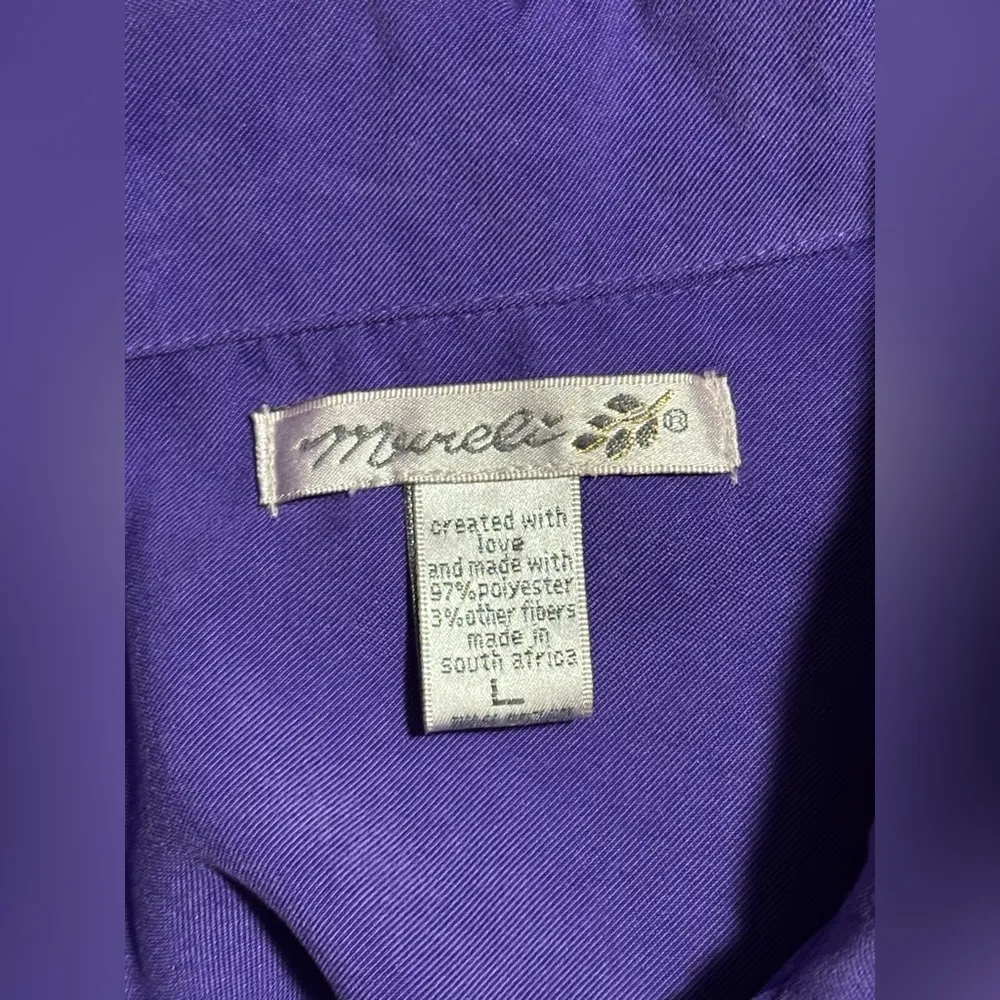 Mureli ®
created with
love
and made with
97%polyester
3%other fibers
made in
south africa
L